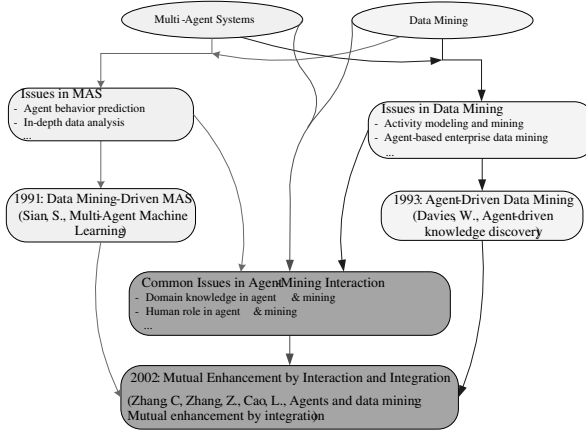 Multi-Agent Systems
Data Mining
Issues in MAS
- Agent behavior prediction
- In-depth data analysis
...
Issues in Data Mining
- Activity modeling and mining
- Agent-based enterprise data mining
...
1991: Data Mining-Driven MAS
(Sian, S., Multi-Agent Machine
Learning)
1993: Agent-Driven Data Mining
(Davies, W., Agent-driven
knowledge discovery)
Common Issues in Agent-Mining Interaction
- Domain knowledge in agent & mining
- Human role in agent & mining
...
2002: Mutual Enhancement by Interaction and Integration
(Zhang, C, Zhang, Z., Cao, L., Agents and data mining
Mutual enhancement by integration)